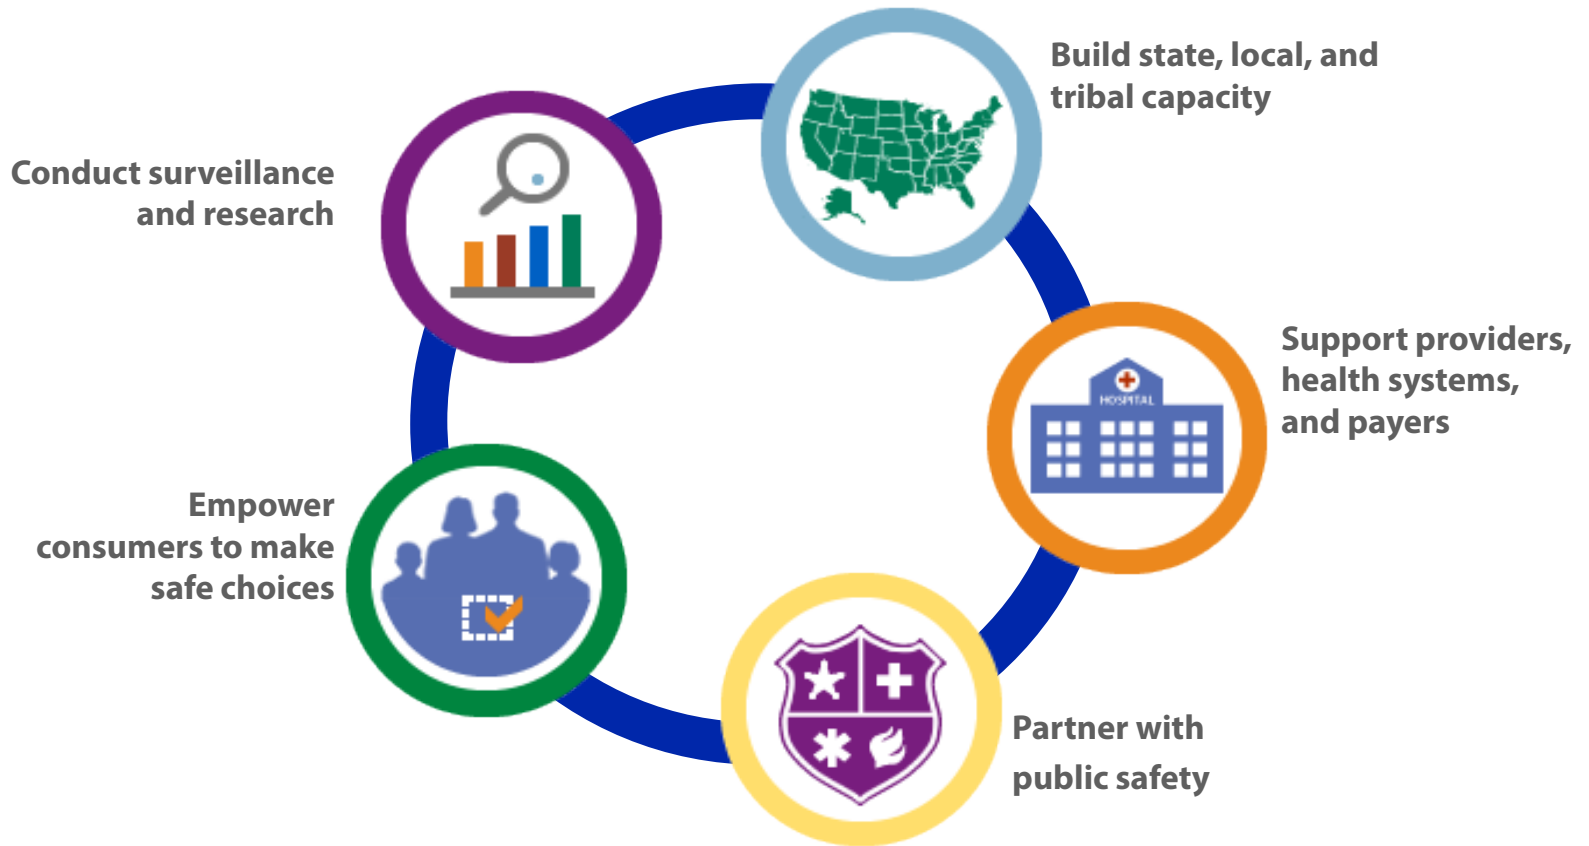 Build state, local, and
tribal capacity
Conduct surveillance
and research
Support providers,
health systems,
and payers
HOSPITAL
Empower
consumers to make
safe choices
Partner with
public safety